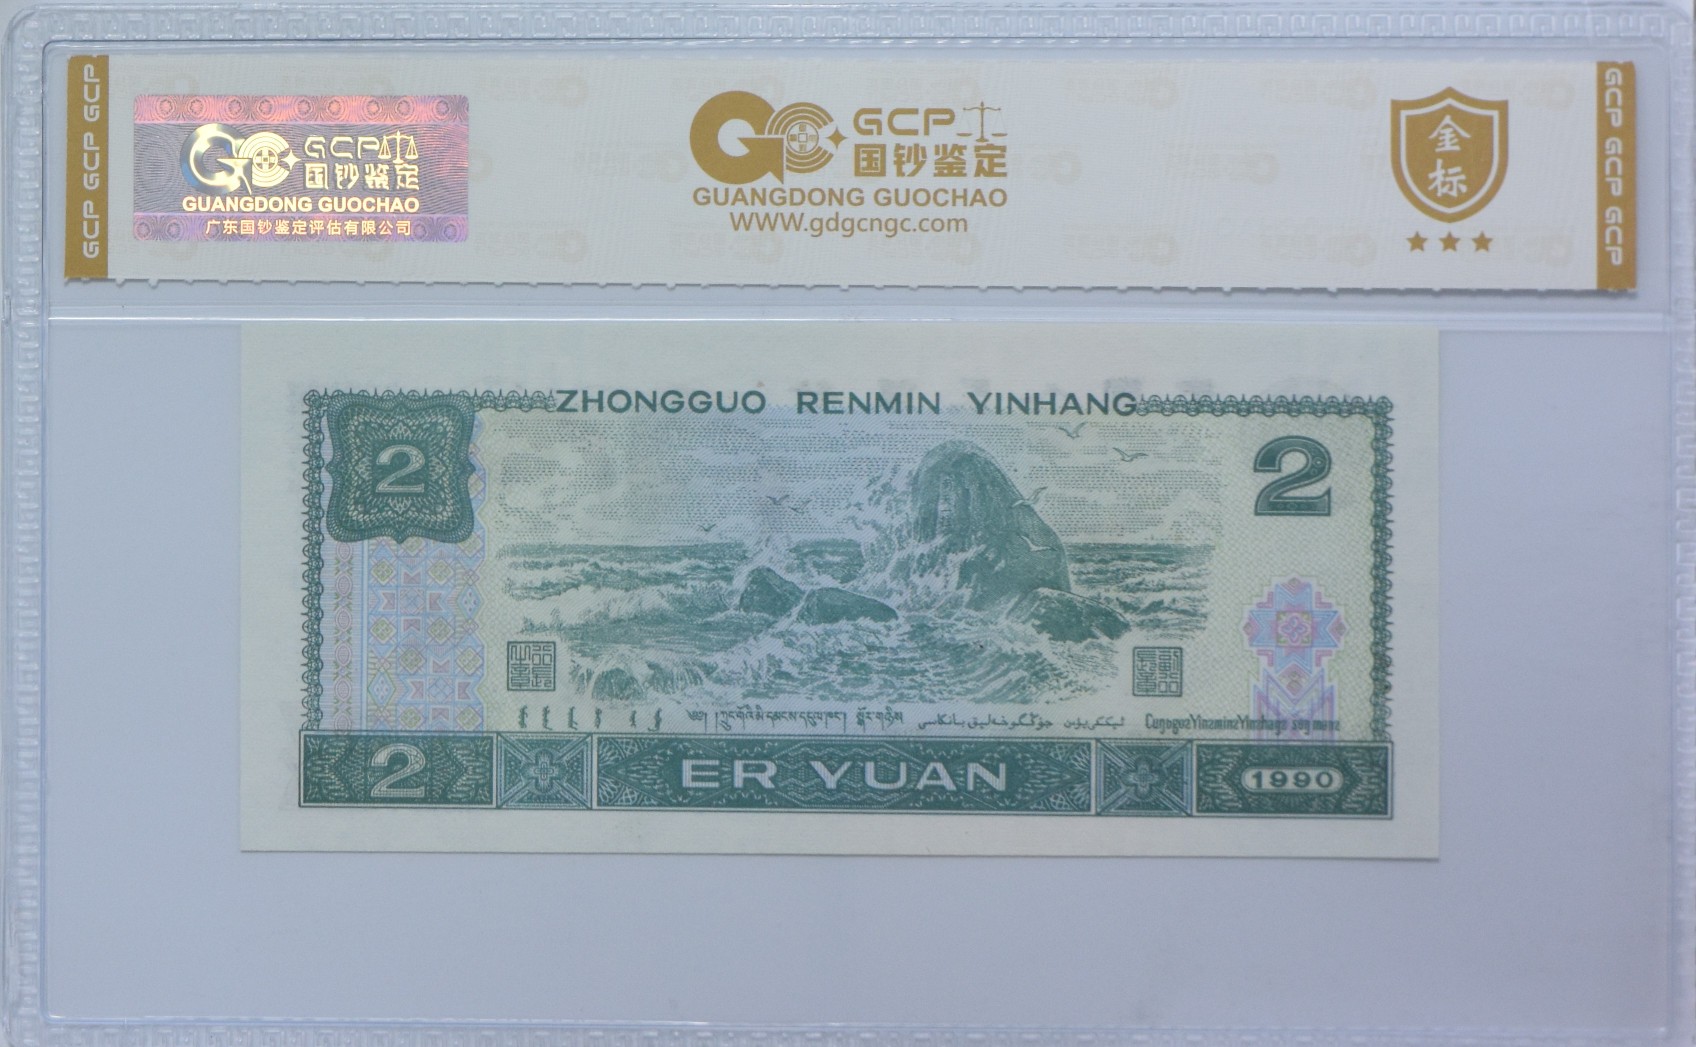 GCP GCP GCP
GCP
国钞鉴定
GUANGDONG GUOCHAO
广东国钞鉴定评估有限公司
GCP
国钞鉴定
GUANGDONG GUOCHAO
WWW.gdgcngc.com
金
标
GCP GCP GCP
ZHONGGUO RENMIN YINHANG
2
2
2
ER YUAN
1990